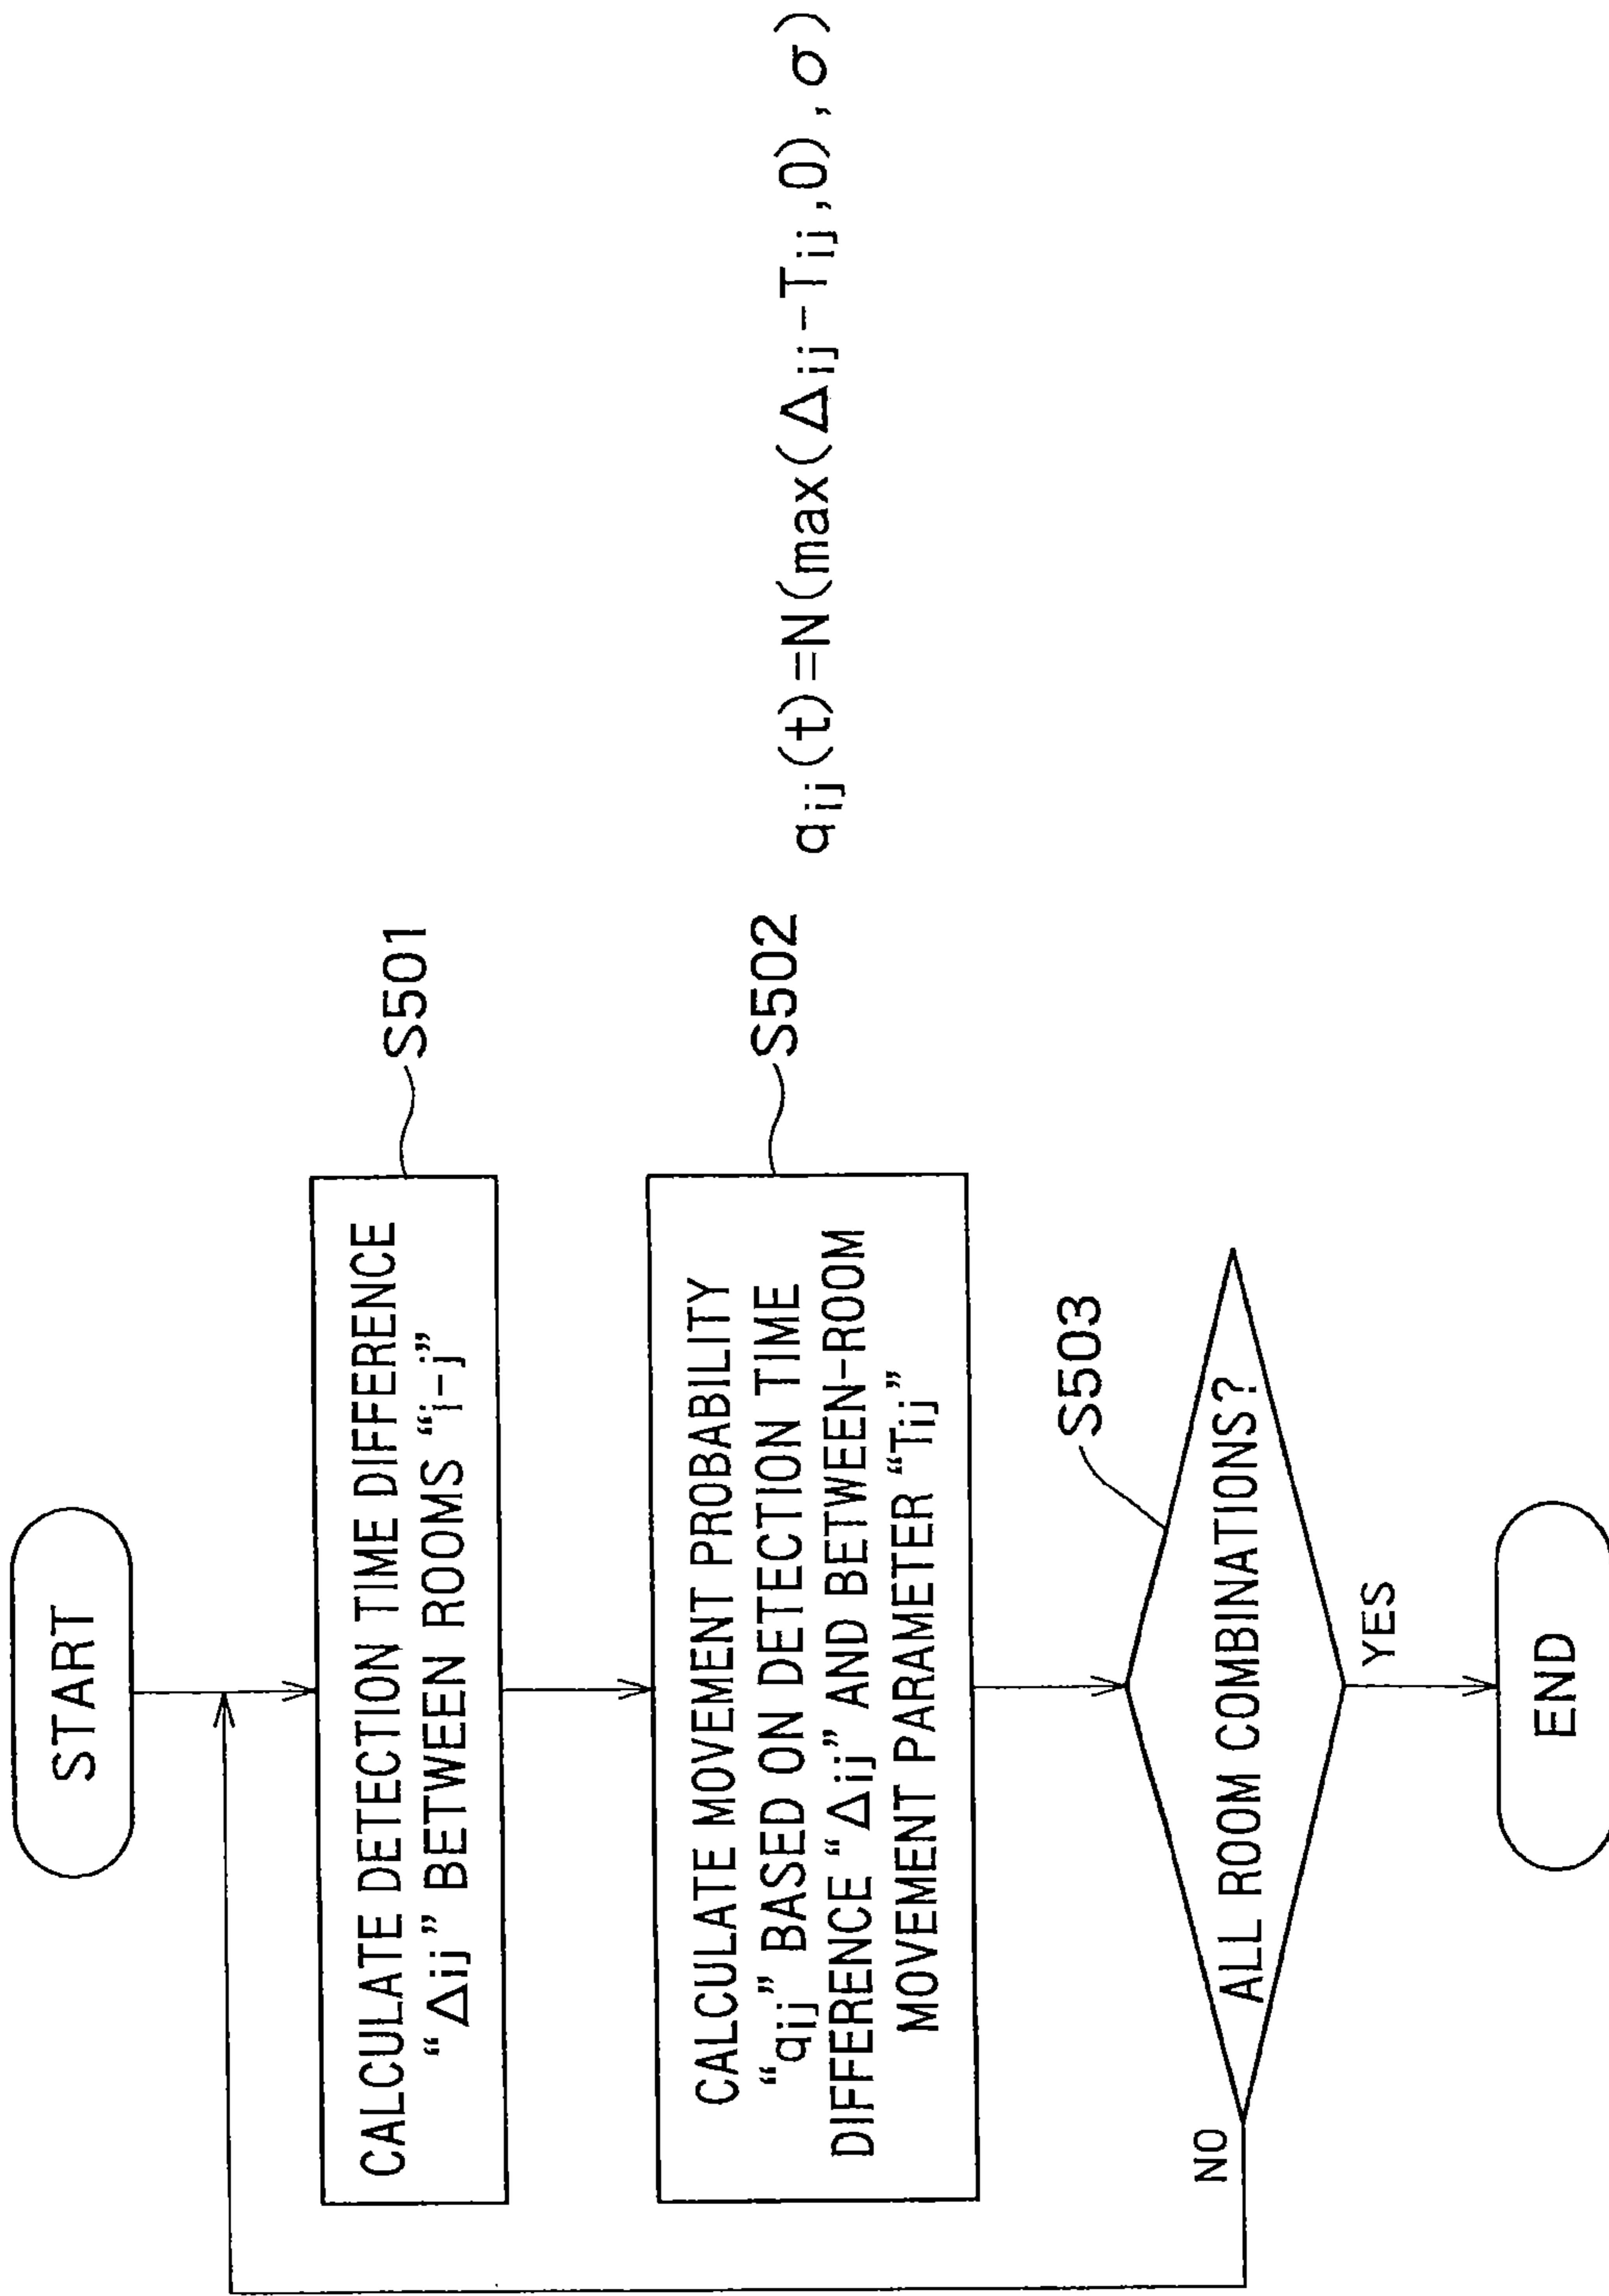 START
CALCULATE DETECTION TIME DIFFERENCE
“Δij” BETWEEN ROOMS “i-j”
S501
CALCULATE MOVEMENT PROBABILITY
“qij” BASED ON DETECTION TIME
DIFFERENCE “Δij” AND BETWEEN-ROOM
MOVEMENT PARAMETER “Tij”
S502
qij(t)=N(max(Δij-Tij,0),σ)
ALL ROOM COMBINATIONS?
S503
NO
YES
END